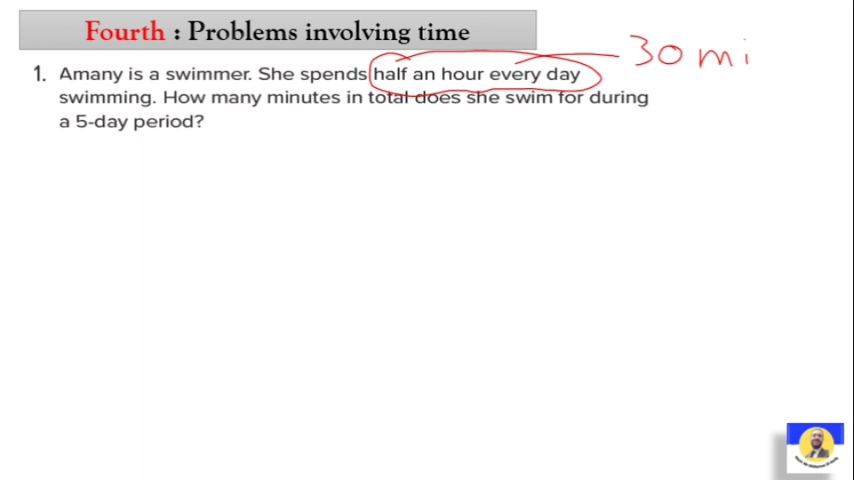 Fourth : Problems involving time
30 mi
1. Amany is a swimmer. She spends half an hour every day
swimming. How many minutes in total does she swim for during
a 5-day period?